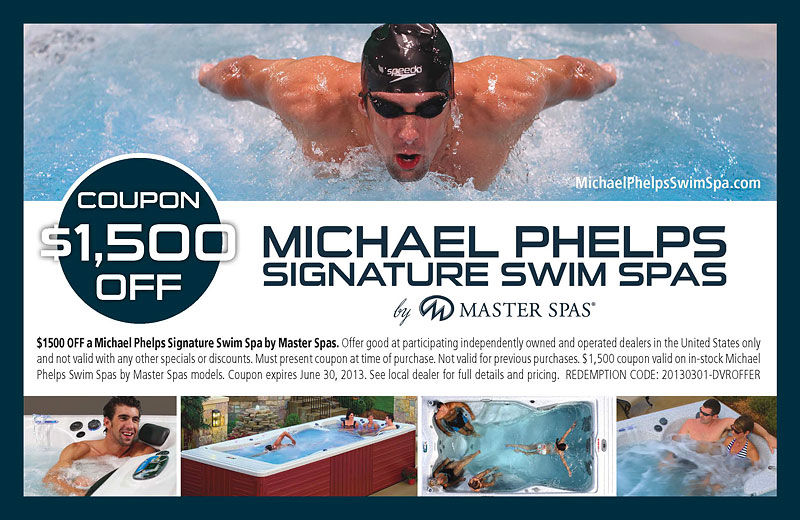 speedo
MichaelPhelpsSwimSpa.com
COUPON
$1,500
OFF
MICHAEL PHELPS
SIGNATURE SWIM SPAS
by MASTER SPAS®
$1500 OFF a Michael Phelps Signature Swim Spa by Master Spas. Offer good at participating independently owned and operated dealers in the United States only
and not valid with any other specials or discounts. Must present coupon at time of purchase. Not valid for previous purchases. $1,500 coupon valid on in-stock Michael
Phelps Swim Spas by Master Spas models. Coupon expires June 30, 2013. See local dealer for full details and pricing. REDEMPTION CODE: 20130301-DVROFFER